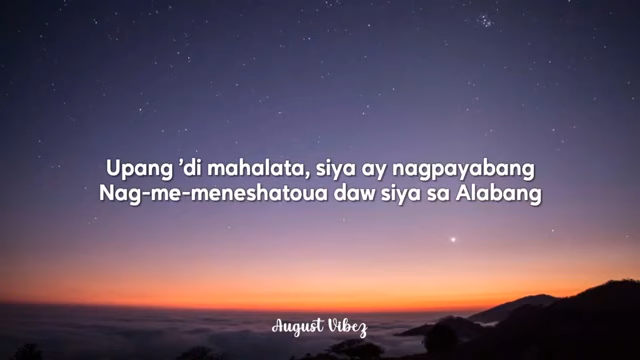 Upang ’di mahalata, siya ay nagpayabang
Nag-me-meneshatoua daw siya sa Alabang
August Vibez